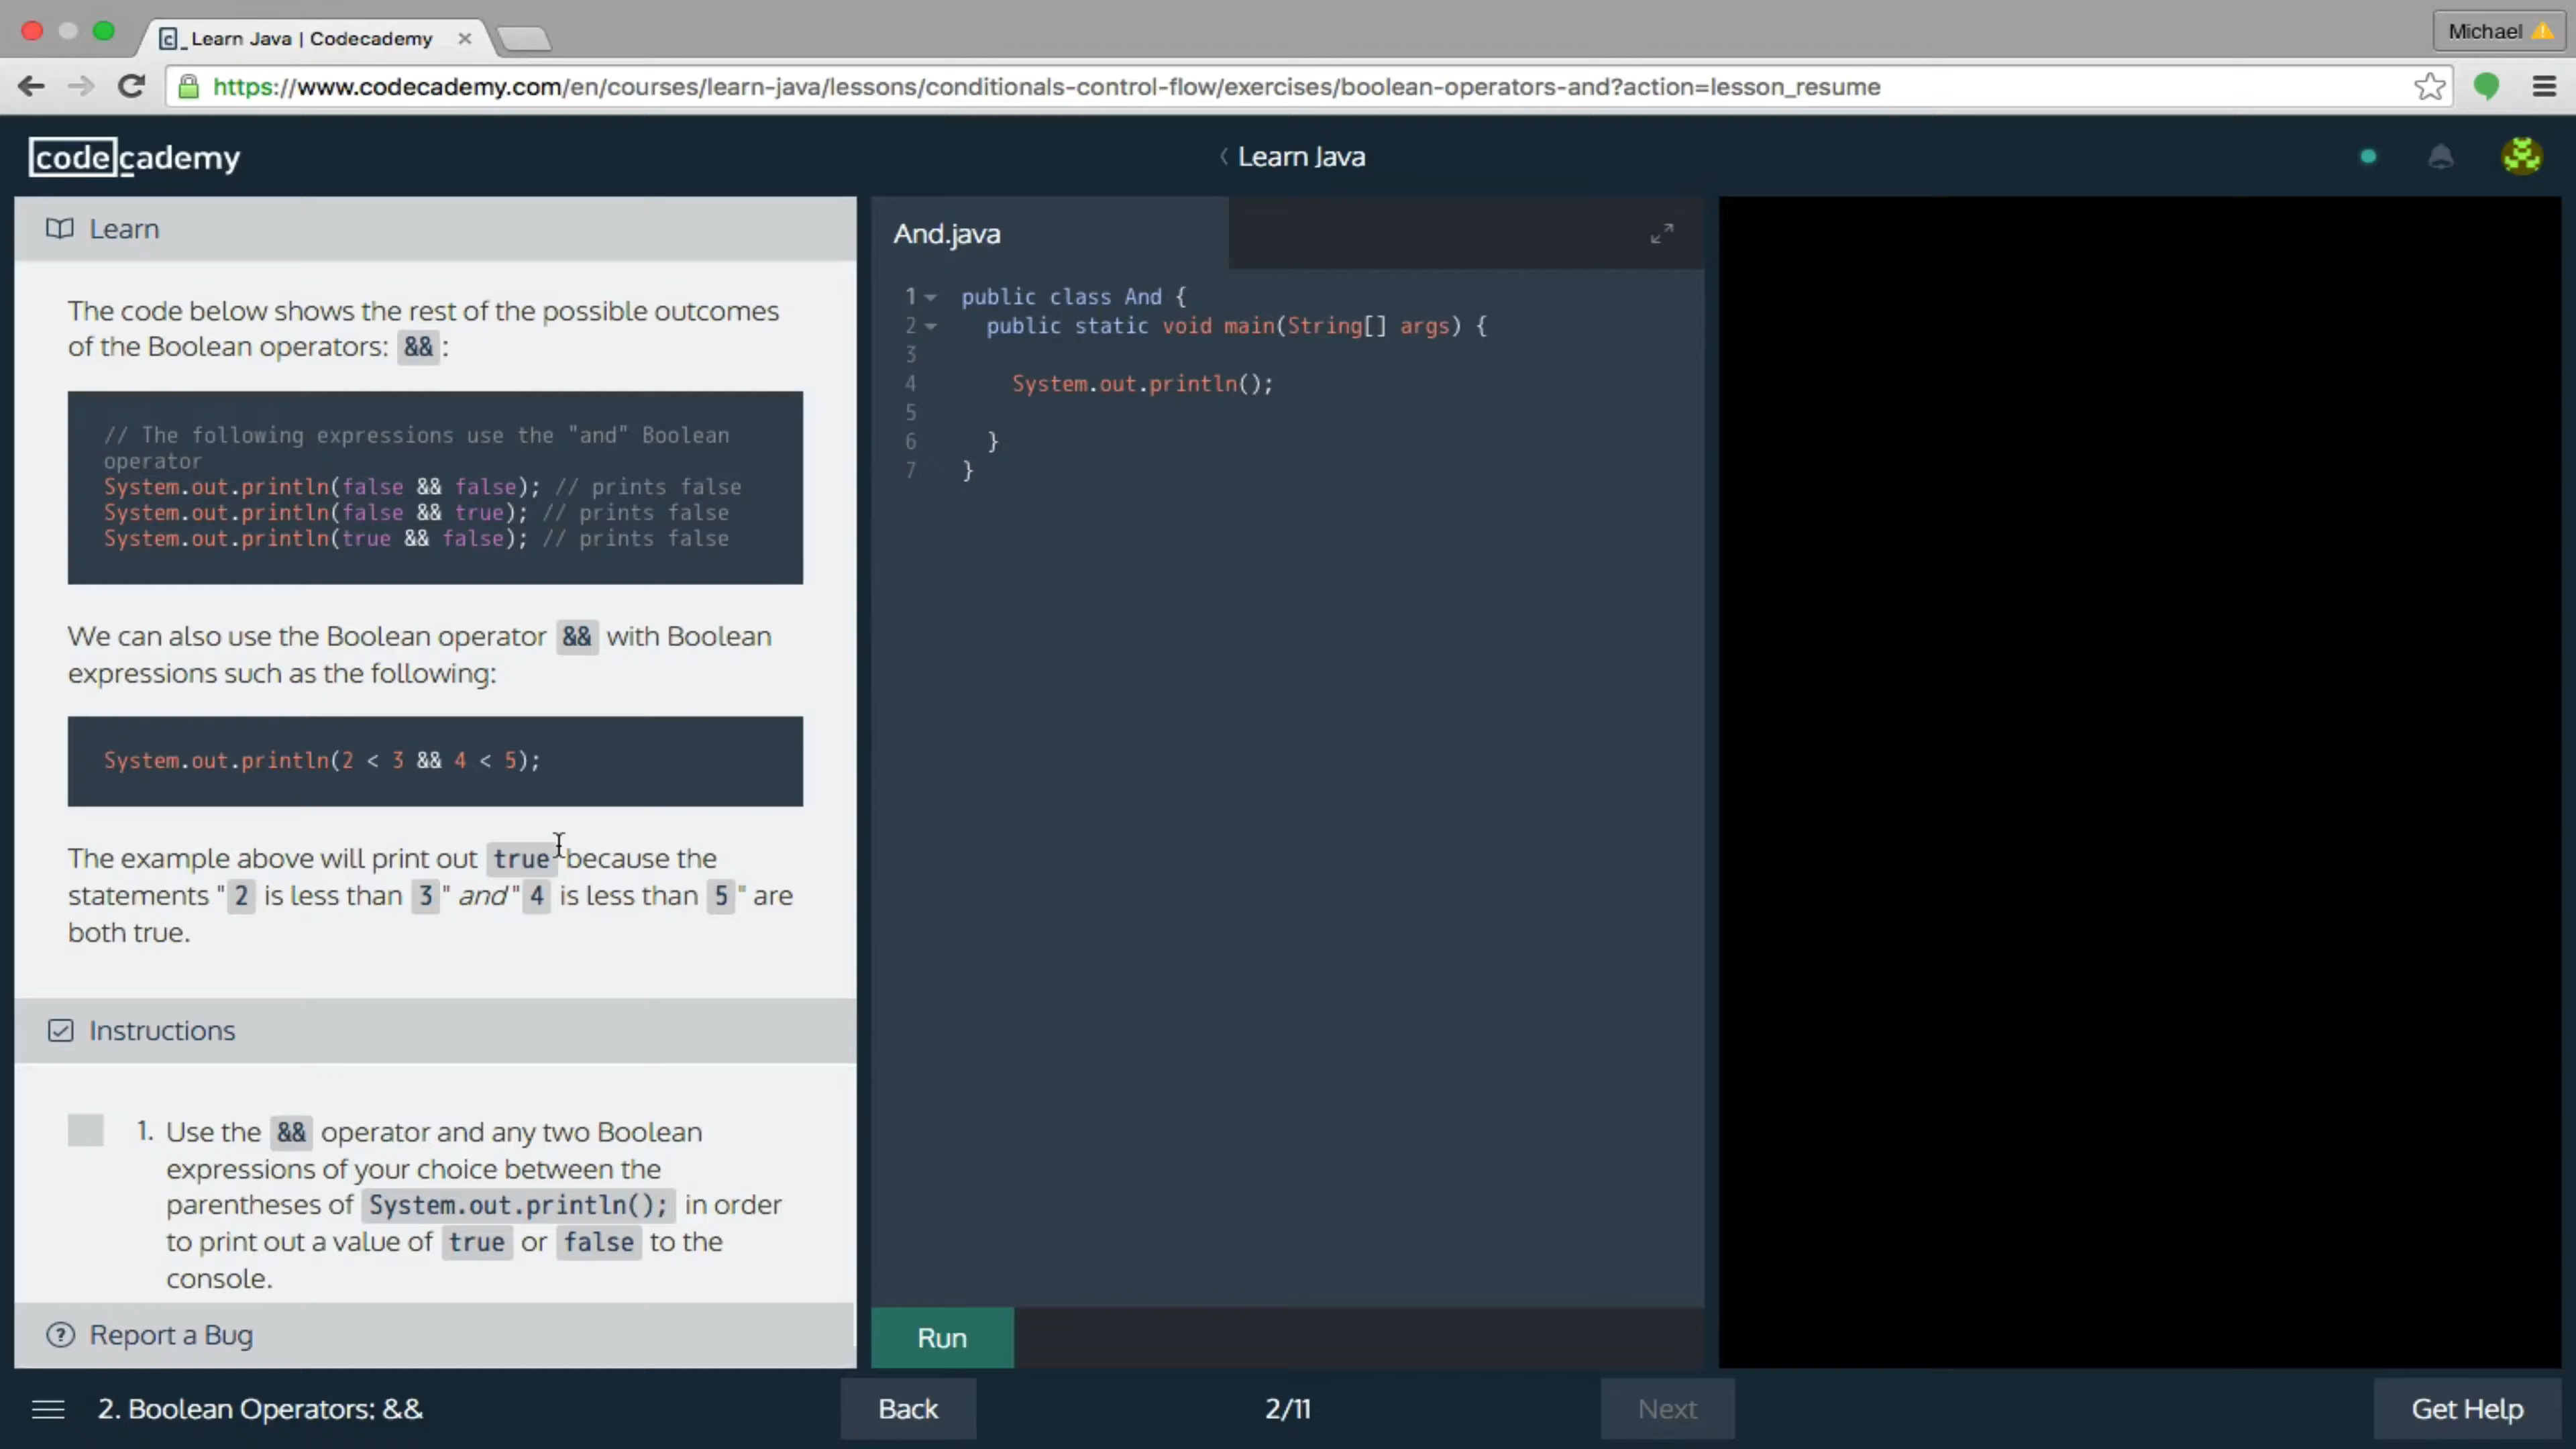 Learn Java | Codecademy
Michael
https://www.codecademy.com/en/courses/learn-java/lessons/conditionals-control-flow/exercises/boolean-operators-and?action=lesson_resume
codecademy
Learn Java
Learn
The code below shows the rest of the possible outcomes
of the Boolean operators: &&:
// The following expressions use the "and" Boolean
operator
System.out.println(false && false); // prints false
System.out.println(false && true); // prints false
System.out.println(true && false); // prints false
We can also use the Boolean operator && with Boolean
expressions such as the following:
System.out.println(2 < 3 && 4 < 5);
The example above will print out true because the
statements "2 is less than 3" and "4 is less than 5" are
both true.
Instructions
1. Use the && operator and any two Boolean
expressions of your choice between the
parentheses of System.out.println(); in order
to print out a value of true or false to the
console.
Report a Bug
And.java
1 public class And {
2 public static void main(String[] args) {
3
4 System.out.println();
5
6 }
7 }
Run
2. Boolean Operators: &&
Back
2/11
Next
Get Help